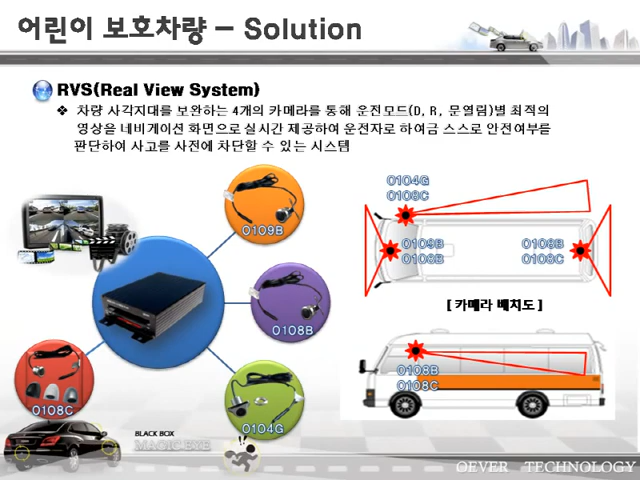 어린이 보호차량 – Solution
RVS(Real View System)
❖ 차량 사각지대를 보완하는 4개의 카메라를 통해 운전모드(D, R, 문열림)별 최적의
영상을 네비게이션 화면으로 실시간 제공하여 운전자로 하여금 스스로 안전여부를
판단하여 사고를 사전에 차단할 수 있는 시스템
0109B
0108B
0104G
0108C
0104G
0108C
0109B
0108B
0108B
0108C
[ 카메라 배치도 ]
0108B
0108C
BLACK BOX
MAGIC EYE
OEVER TECHNOLOGY